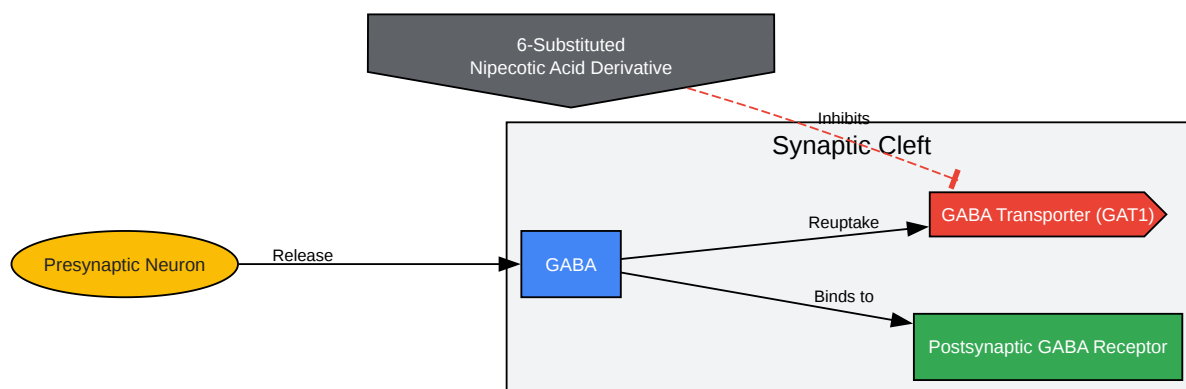 6-Substituted
Nipecotic Acid Derivative
Inhibits
Synaptic Cleft
GABA Transporter (GAT1)
Reuptake
Presynaptic Neuron
Release
GABA
Binds to
Postsynaptic GABA Receptor